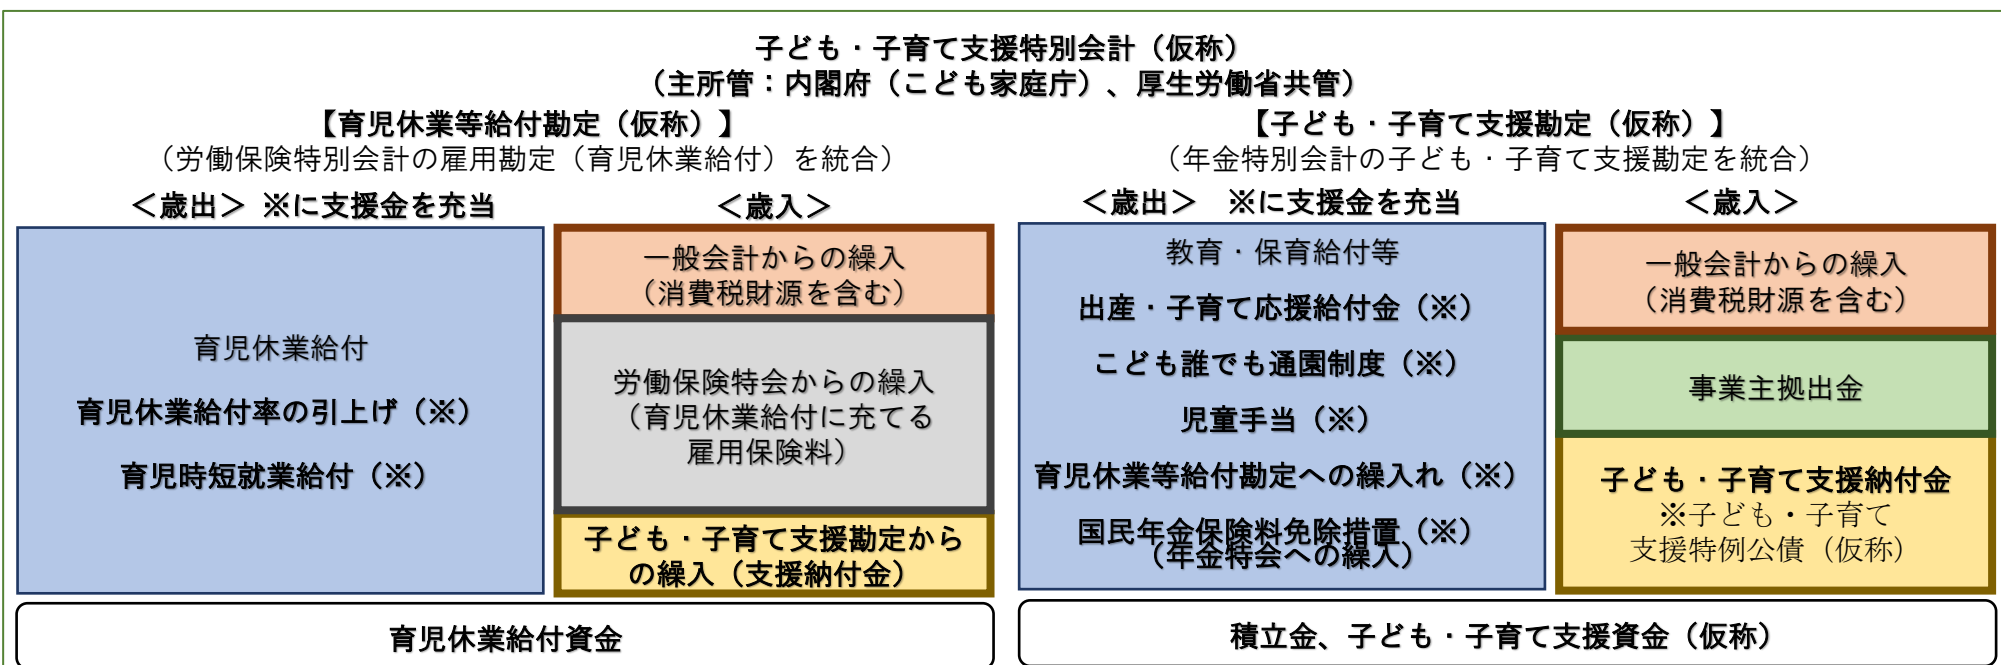 子ども・子育て支援特別会計（仮称）
（主所管：内閣府（こども家庭庁）、厚生労働省共管）
【育児休業等給付勘定（仮称）】
（労働保険特別会計の雇用勘定（育児休業給付）を統合）
＜歳出＞ ※に支援金を充当
＜歳入＞
育児休業給付
育児休業給付率の引上げ（※）
育児時短就業給付（※）
一般会計からの繰入
（消費税財源を含む）
労働保険特会からの繰入
（育児休業給付に充てる
雇用保険料）
子ども・子育て支援勘定から
の繰入（支援納付金）
育児休業給付資金
【子ども・子育て支援勘定（仮称）】
（年金特別会計の子ども・子育て支援勘定を統合）
＜歳出＞ ※に支援金を充当
＜歳入＞
教育・保育給付等
出産・子育て応援給付金（※）
こども誰でも通園制度（※）
児童手当（※）
育児休業等給付勘定への繰入れ（※）
国民年金保険料免除措置（※）
（年金特会への繰入）
一般会計からの繰入
（消費税財源を含む）
事業主拠出金
子ども・子育て支援納付金
※子ども・子育て
支援特例公債（仮称）
積立金、子ども・子育て支援資金（仮称）